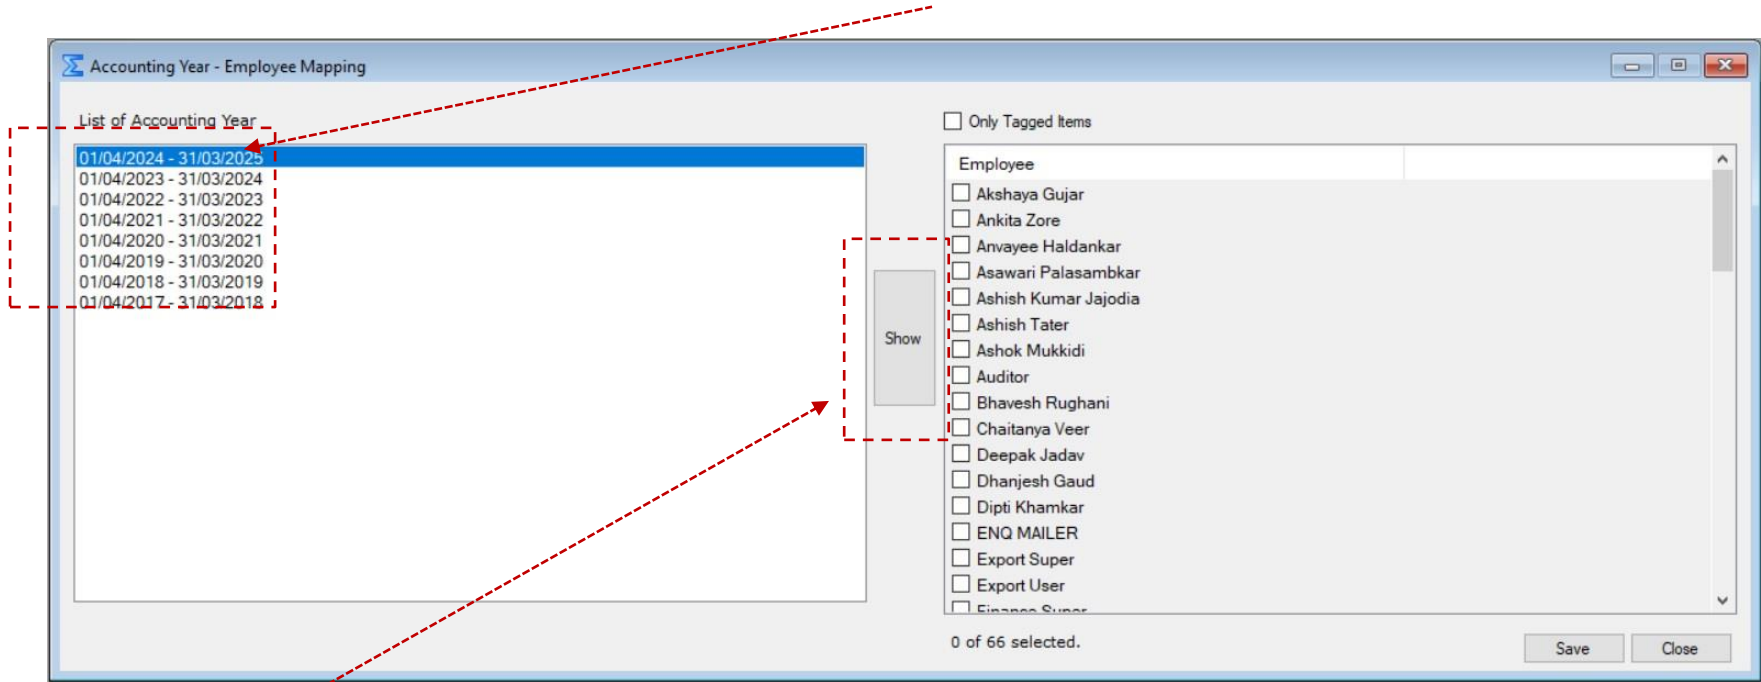 Accounting Year - Employee Mapping
List of Accounting Year
01/04/2024 - 31/03/2025
01/04/2023 - 31/03/2024
01/04/2022 - 31/03/2023
01/04/2021 - 31/03/2022
01/04/2020 - 31/03/2021
01/04/2019 - 31/03/2020
01/04/2018 - 31/03/2019
01/04/2017 - 31/03/2018
Show
Only Tagged Items
Employee
Akshaya Gujar
Ankita Zore
Anvayee Haldankar
Asawari Palasambkar
Ashish Kumar Jajodia
Ashish Tater
Ashok Mukkidi
Auditor
Bhavesh Rughani
Chaitanya Veer
Deepak Jadav
Dhanjesh Gaud
Dipti Khamkar
ENQ MAILER
Export Super
Export User
Finance Super
0 of 66 selected.
Save
Close